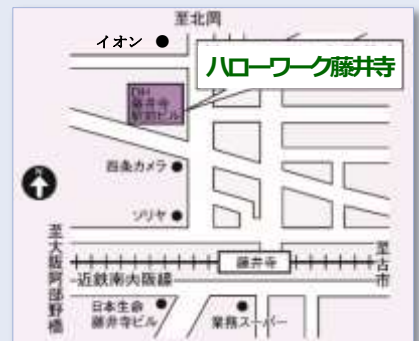 至北岡
イオン
ハローワーク藤井寺
DH
藤井寺
駅前ビル
四条カメラ
ソリヤ
至大阪阿部野橋
藤井寺
至古市
近鉄南大阪線
日本生命
藤井寺ビル
業務スーパー